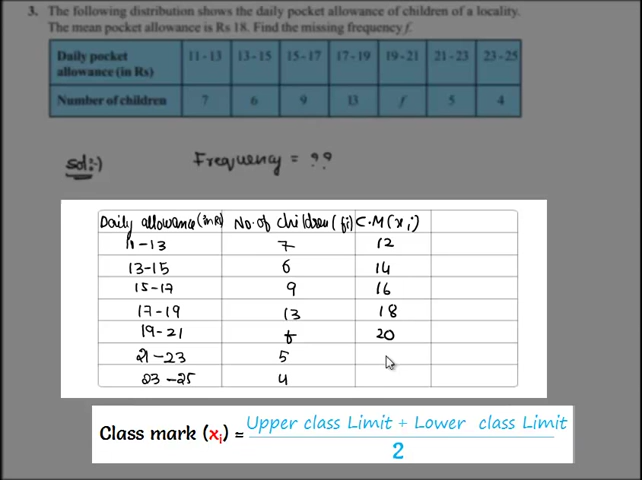 3. The following distribution shows the daily pocket allowance of children of a locality.
The mean pocket allowance is Rs 18. Find the missing frequency f.
Daily pocket allowance (in Rs) 11 - 13 13 - 15 15 - 17 17 - 19 19 - 21 21 - 23 23 - 25
Number of children 7 6 9 13 f 5 4
Sol:-) Frequency = ??
Daily allowance (in R) No. of children (fi) C.M (xi)
11 - 13 7 12
13 - 15 6 14
15 - 17 9 16
17 - 19 13 18
19 - 21 f 20
21 - 23 5
23 - 25 4
Class mark (xi) = Upper class Limit + Lower class Limit
2